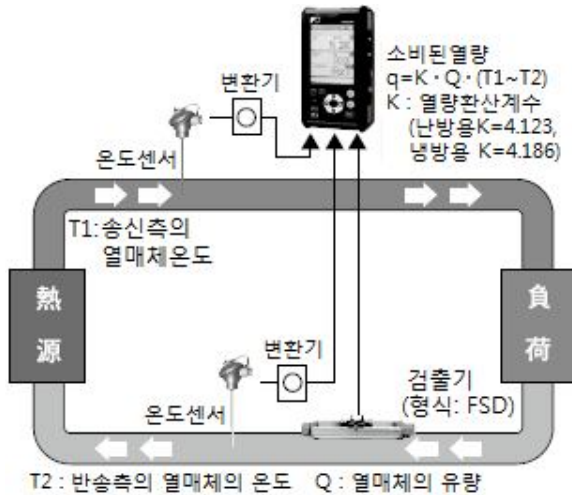 소비된열량
q=K・Q・(T1~T2)
K : 열량환산계수
(난방용K=4.123,
냉방용 K=4.186)
변환기
온도센서
T1:송신측의
열매체온도
熱
源
負
荷
변환기
온도센서
검출기
(형식: FSD)
T2 : 반송측의 열매체의 온도 Q : 열매체의 유량